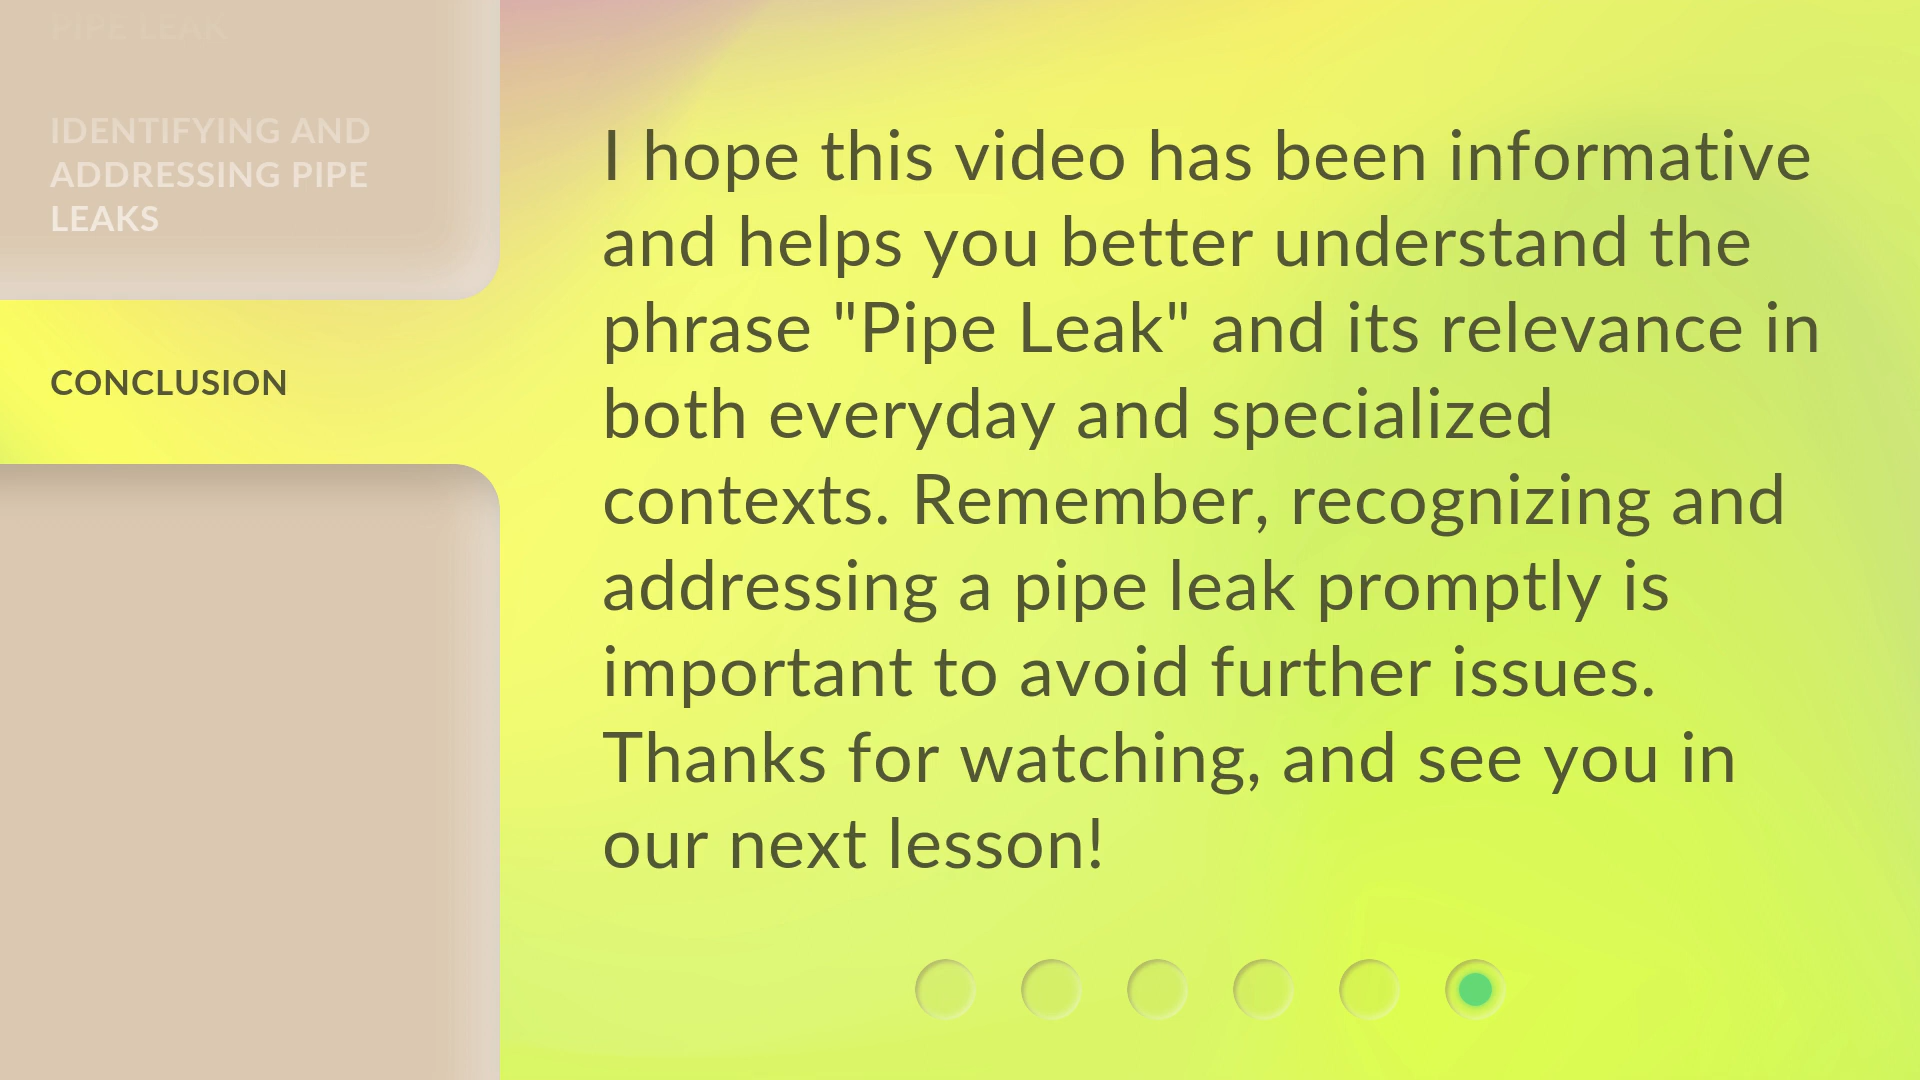 PIPE LEAK
IDENTIFYING AND
ADDRESSING PIPE
LEAKS
CONCLUSION
I hope this video has been informative
and helps you better understand the
phrase "Pipe Leak" and its relevance in
both everyday and specialized
contexts. Remember, recognizing and
addressing a pipe leak promptly is
important to avoid further issues.
Thanks for watching, and see you in
our next lesson!